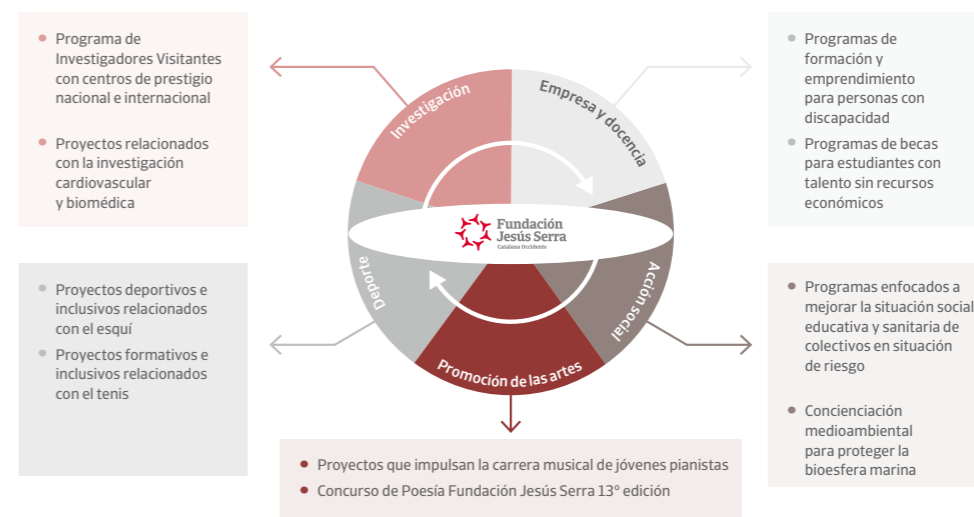 Programa de
Investigadores Visitantes
con centros de prestigio
nacional e internacional
Proyectos relacionados
con la investigación
cardiovascular
y biomédica
Investigación
Empresa y docencia
Programas de
formación y
emprendimiento
para personas con
discapacidad
Programas de becas
para estudiantes con
talento sin recursos
económicos
Fundación
Jesús Serra
Catalana Occidente
Proyectos deportivos e
inclusivos relacionados
con el esquí
Proyectos formativos e
inclusivos relacionados
con el tenis
Deporte
Acción social
Programas enfocados a
mejorar la situación social
educativa y sanitaria de
colectivos en situación
de riesgo
Concienciación
medioambiental
para proteger la
bioesfera marina
Promoción de las artes
Proyectos que impulsan la carrera musical de jóvenes pianistas
Concurso de Poesía Fundación Jesús Serra 13º edición